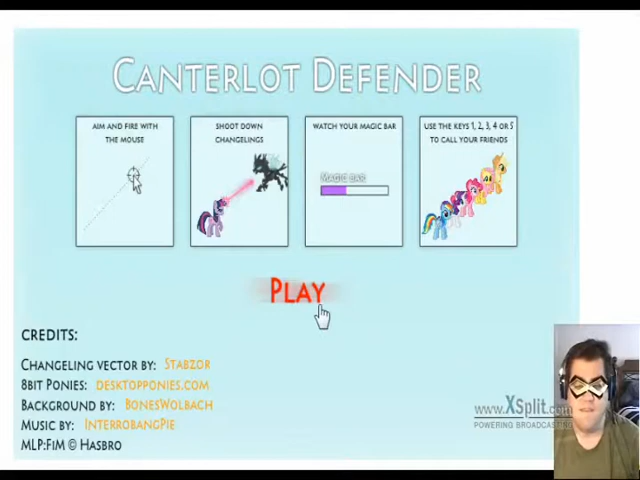 Canterlot Defender
AIM AND FIRE WITH
THE MOUSE
SHOOT DOWN
CHANGELINGS
WATCH YOUR MAGIC BAR
MAGIC BAR
USE THE KEYS 1, 2, 3, 4 OR 5
TO CALL YOUR FRIENDS
PLAY
CREDITS:
CHANGELING VECTOR BY: STABZOR
8BIT PONIES: DESKTOPPONIES.COM
BACKGROUND BY: BONESWOLBACH
MUSIC BY: INTERROBANGPIE
MLP:FIM © HASBRO
www.XSplit.com
POWERING BROADCASTING